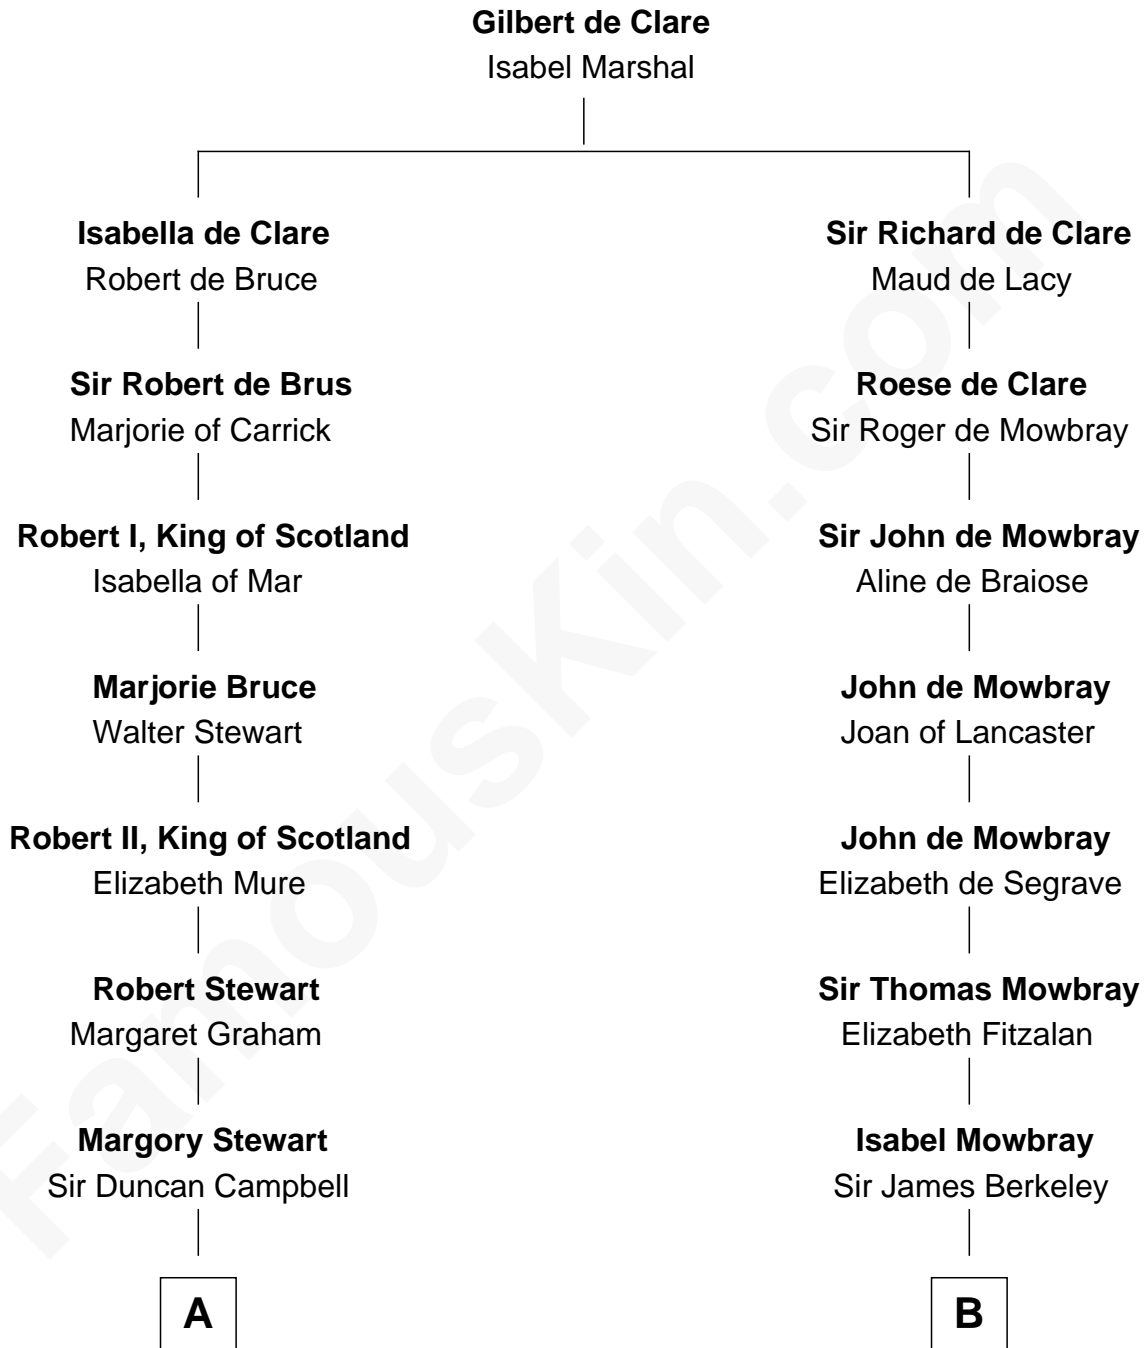 Gilbert de Clare
Isabel Marshal
Isabella de Clare
Robert de Bruce
Sir Richard de Clare
Maud de Lacy
Sir Robert de Brus
Marjorie of Carrick
Roese de Clare
Sir Roger de Mowbray
Robert I, King of Scotland
Isabella of Mar
Sir John de Mowbray
Aline de Braiose
Marjorie Bruce
Walter Stewart
John de Mowbray
Joan of Lancaster
Robert II, King of Scotland
Elizabeth Mure
John de Mowbray
Elizabeth de Segrave
Robert Stewart
Margaret Graham
Sir Thomas Mowbray
Elizabeth Fitzalan
Margory Stewart
Sir Duncan Campbell
Isabel Mowbray
Sir James Berkeley
A
B
FamousKin.com